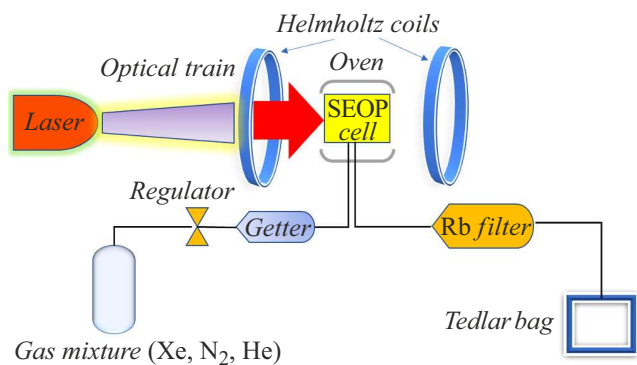 Helmholtz coils
Optical train
Oven
Laser
SEOP
cell
Regulator
Getter
Rb filter
Gas mixture (Xe, N₂, He)
Tedlar bag